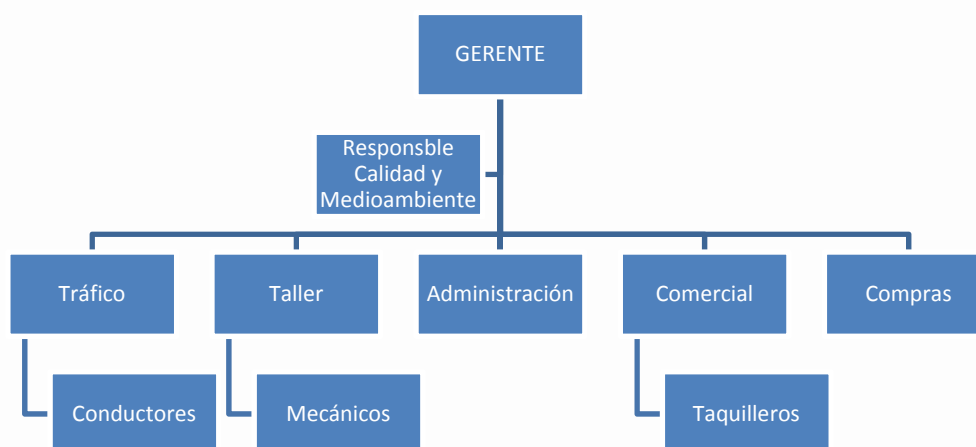 GERENTE
Responsble
Calidad y
Medioambiente
Tráfico
Taller
Administración
Comercial
Compras
Conductores
Mecánicos
Taquilleros